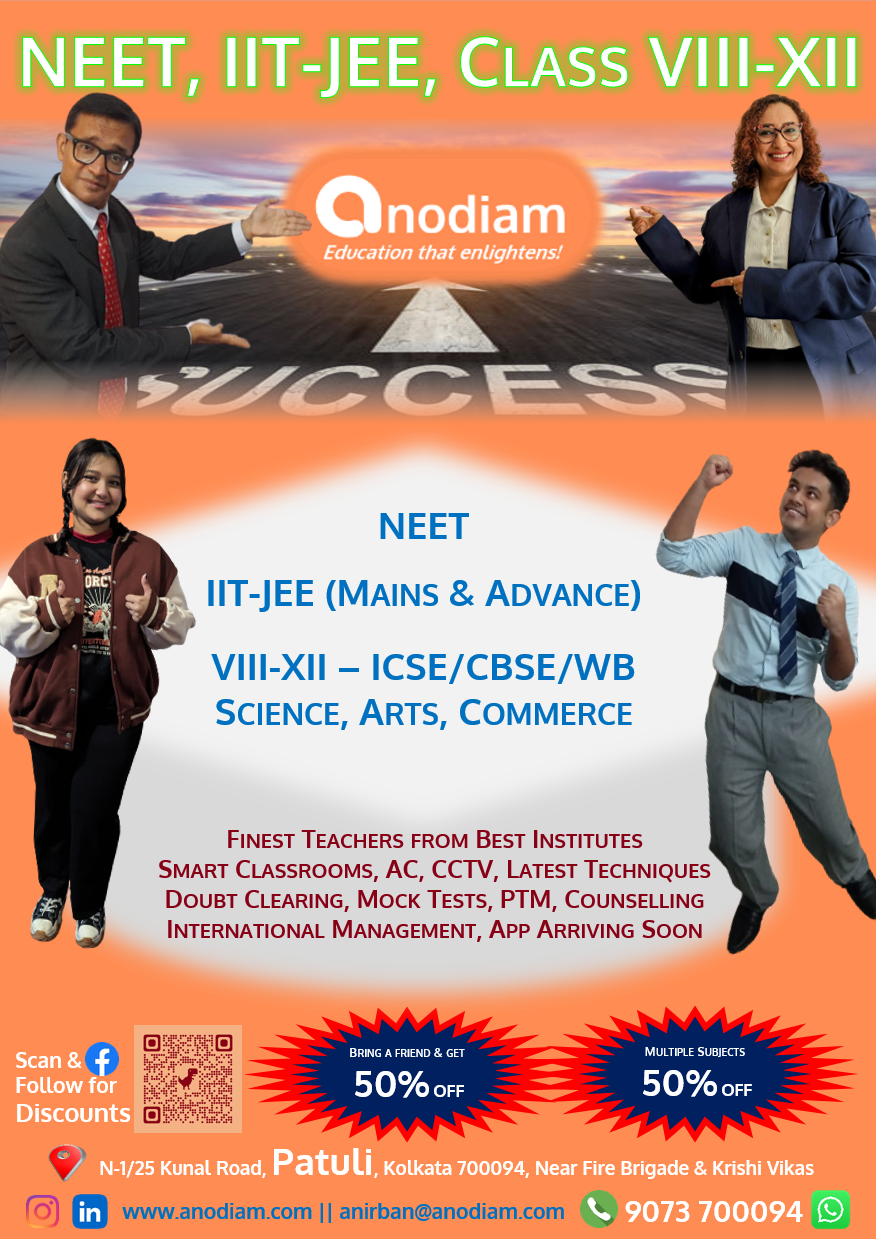 NEET, IIT-JEE, CLASS VIII-XII
anodiam
Education that enlightens!
SUCCESS
NEET
IIT-JEE (MAINS & ADVANCE)
VIII-XII – ICSE/CBSE/WB
SCIENCE, ARTS, COMMERCE
FINEST TEACHERS FROM BEST INSTITUTES
SMART CLASSROOMS, AC, CCTV, LATEST TECHNIQUES
DOUBT CLEARING, MOCK TESTS, PTM, COUNSELLING
INTERNATIONAL MANAGEMENT, APP ARRIVING SOON
Scan &
Follow for
Discounts
BRING A FRIEND & GET
50% OFF
MULTIPLE SUBJECTS
50% OFF
N-1/25 Kunal Road, Patuli, Kolkata 700094, Near Fire Brigade & Krishi Vikas
www.anodiam.com || anirban@anodiam.com 9073 700094